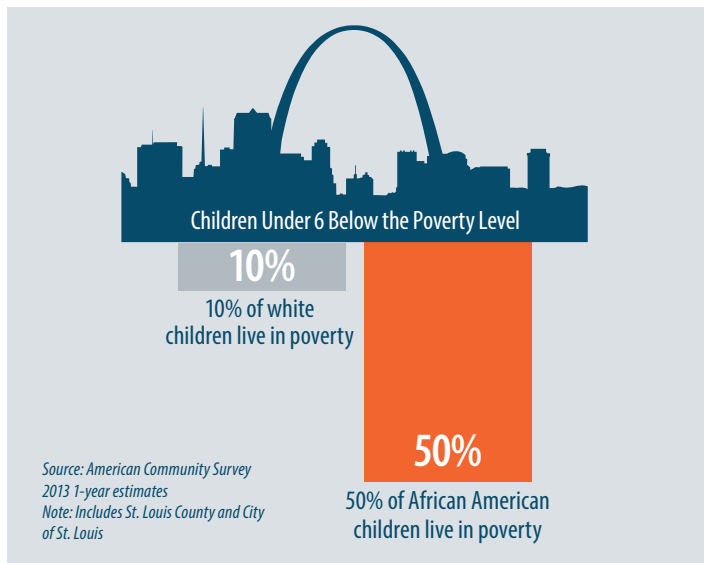 Children Under 6 Below the Poverty Level
10%
10% of white
children live in poverty
50%
50% of African American
children live in poverty
Source: American Community Survey
2013 1-year estimates
Note: Includes St. Louis County and City
of St. Louis